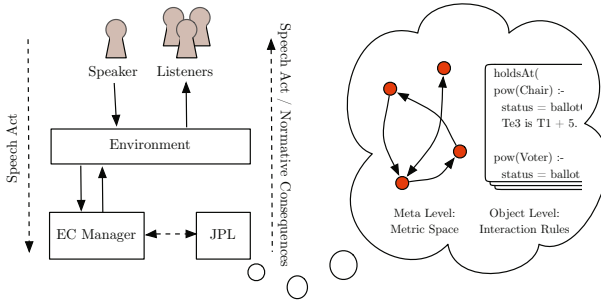 Speech Act
Speaker
Listeners
Environment
EC Manager
JPL
Speech Act / Normative Consequences
holdsAt(
pow(Chair) :-
status = ballot
Te3 is T1 + 5.
pow(Voter) :-
status = ballot
Meta Level:
Metric Space
Object Level:
Interaction Rules